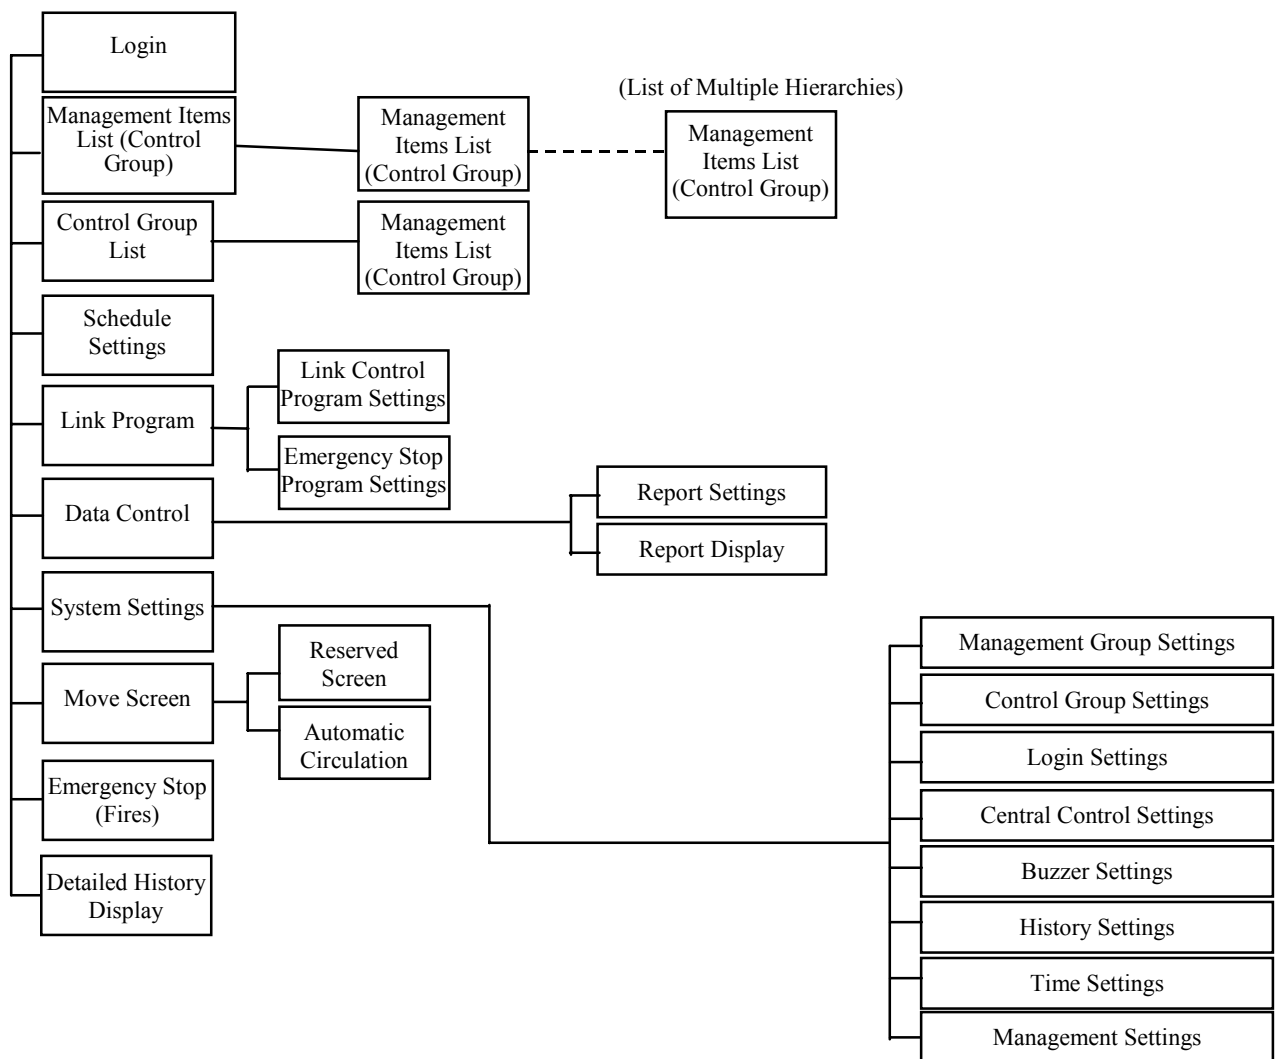 Login
(List of Multiple Hierarchies)
Management Items
List (Control
Group)
Management
Items List
(Control Group)
Management
Items List
(Control Group)
Control Group
List
Management
Items List
(Control Group)
Schedule
Settings
Link Program
Link Control
Program Settings
Emergency Stop
Program Settings
Data Control
Report Settings
Report Display
System Settings
Management Group Settings
Control Group Settings
Login Settings
Central Control Settings
Buzzer Settings
History Settings
Time Settings
Management Settings
Move Screen
Reserved
Screen
Automatic
Circulation
Emergency Stop
(Fires)
Detailed History
Display